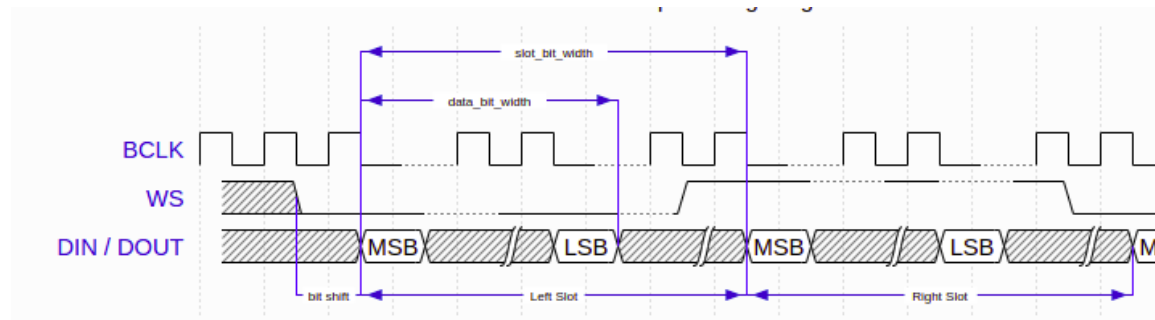 slot_bit_width
data_bit_width
BCLK
WS
DIN / DOUT
MSB
LSB
MSB
LSB
bit shift
Left Slot
Right Slot